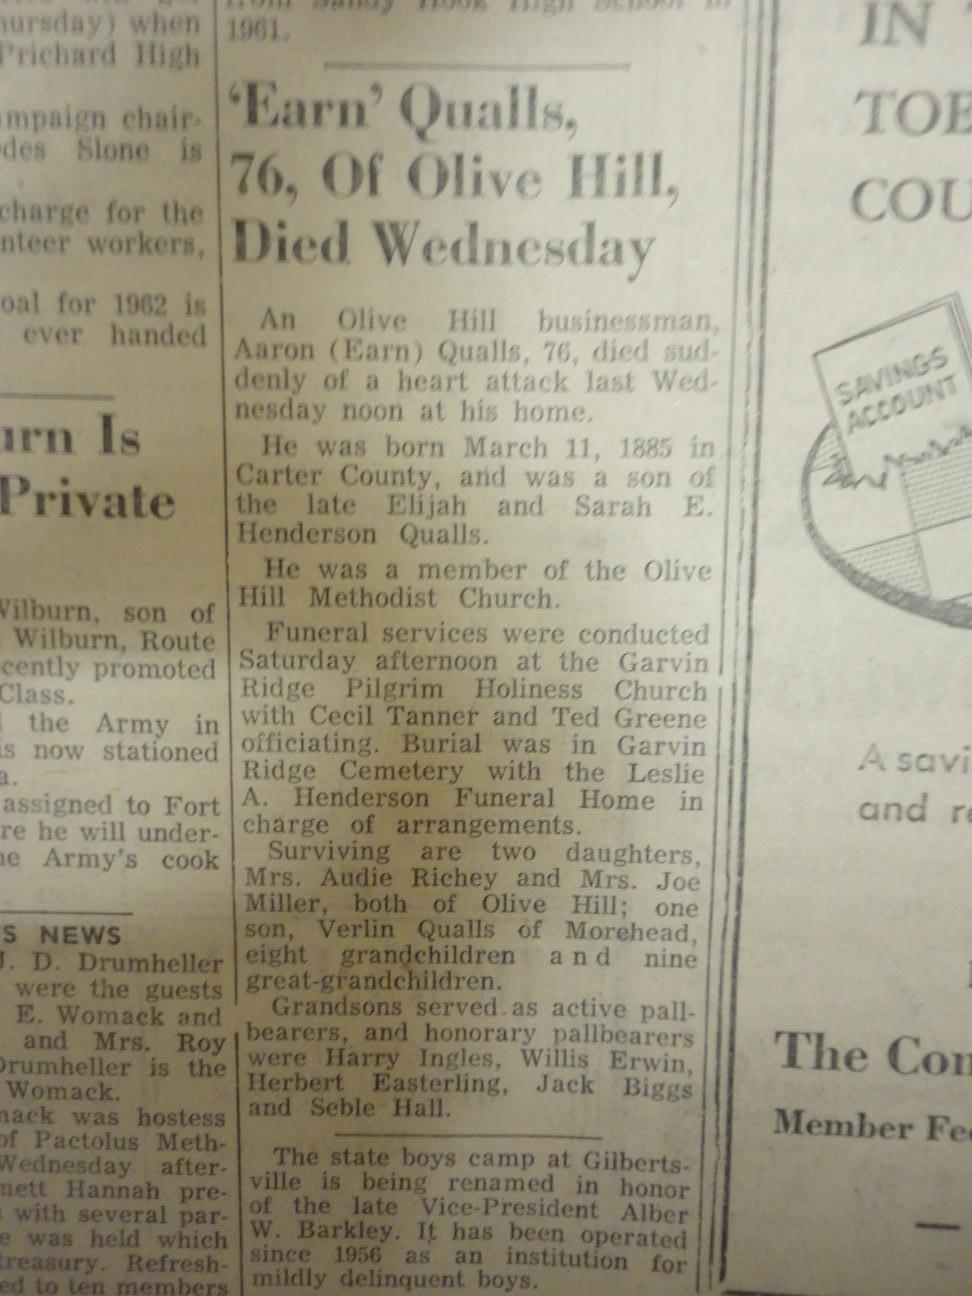 hursday) when
Prichard High
mpaign chair-
des Slone is
charge for the
nteer workers,
oal for 1962 is
ever handed
urn Is
Private
Wilburn, son of
Wilburn, Route
cently promoted
Class.
the Army in
is now stationed
a.
assigned to Fort
re he will under-
he Army's cook
S NEWS
J. D. Drumheller
were the guests
E. Womack and
and Mrs. Roy
Drumheller is the
Womack.
mack was hostess
of Pactolus Meth-
Wednesday after-
nett Hannah pre-
with several par-
e was held which
treasury. Refresh-
ed to ten members
from Sandy Hook High School in
1961.
'Earn' Qualls,
76, Of Olive Hill,
Died Wednesday
An Olive Hill businessman,
Aaron (Earn) Qualls, 76, died sud-
denly of a heart attack last Wed-
nesday noon at his home.
He was born March 11, 1885 in
Carter County, and was a son of
the late Elijah and Sarah E.
Henderson Qualls.
He was a member of the Olive
Hill Methodist Church.
Funeral services were conducted
Saturday afternoon at the Garvin
Ridge Pilgrim Holiness Church
with Cecil Tanner and Ted Greene
officiating. Burial was in Garvin
Ridge Cemetery with the Leslie
A. Henderson Funeral Home in
charge of arrangements.
Surviving are two daughters,
Mrs. Audie Richey and Mrs. Joe
Miller, both of Olive Hill; one
son, Verlin Qualls of Morehead,
eight grandchildren and nine
great-grandchildren.
Grandsons served as active pall-
bearers, and honorary pallbearers
were Harry Ingles, Willis Erwin,
Herbert Easterling, Jack Biggs
and Seble Hall.
The state boys camp at Gilberts-
ville is being renamed in honor
of the late Vice-President Alber
W. Barkley. It has been operated
since 1956 as an institution for
mildly delinquent boys.
IN
TOB
COU
SAVINGS
ACCOUNT
A savi
and re
The Con
Member Fe